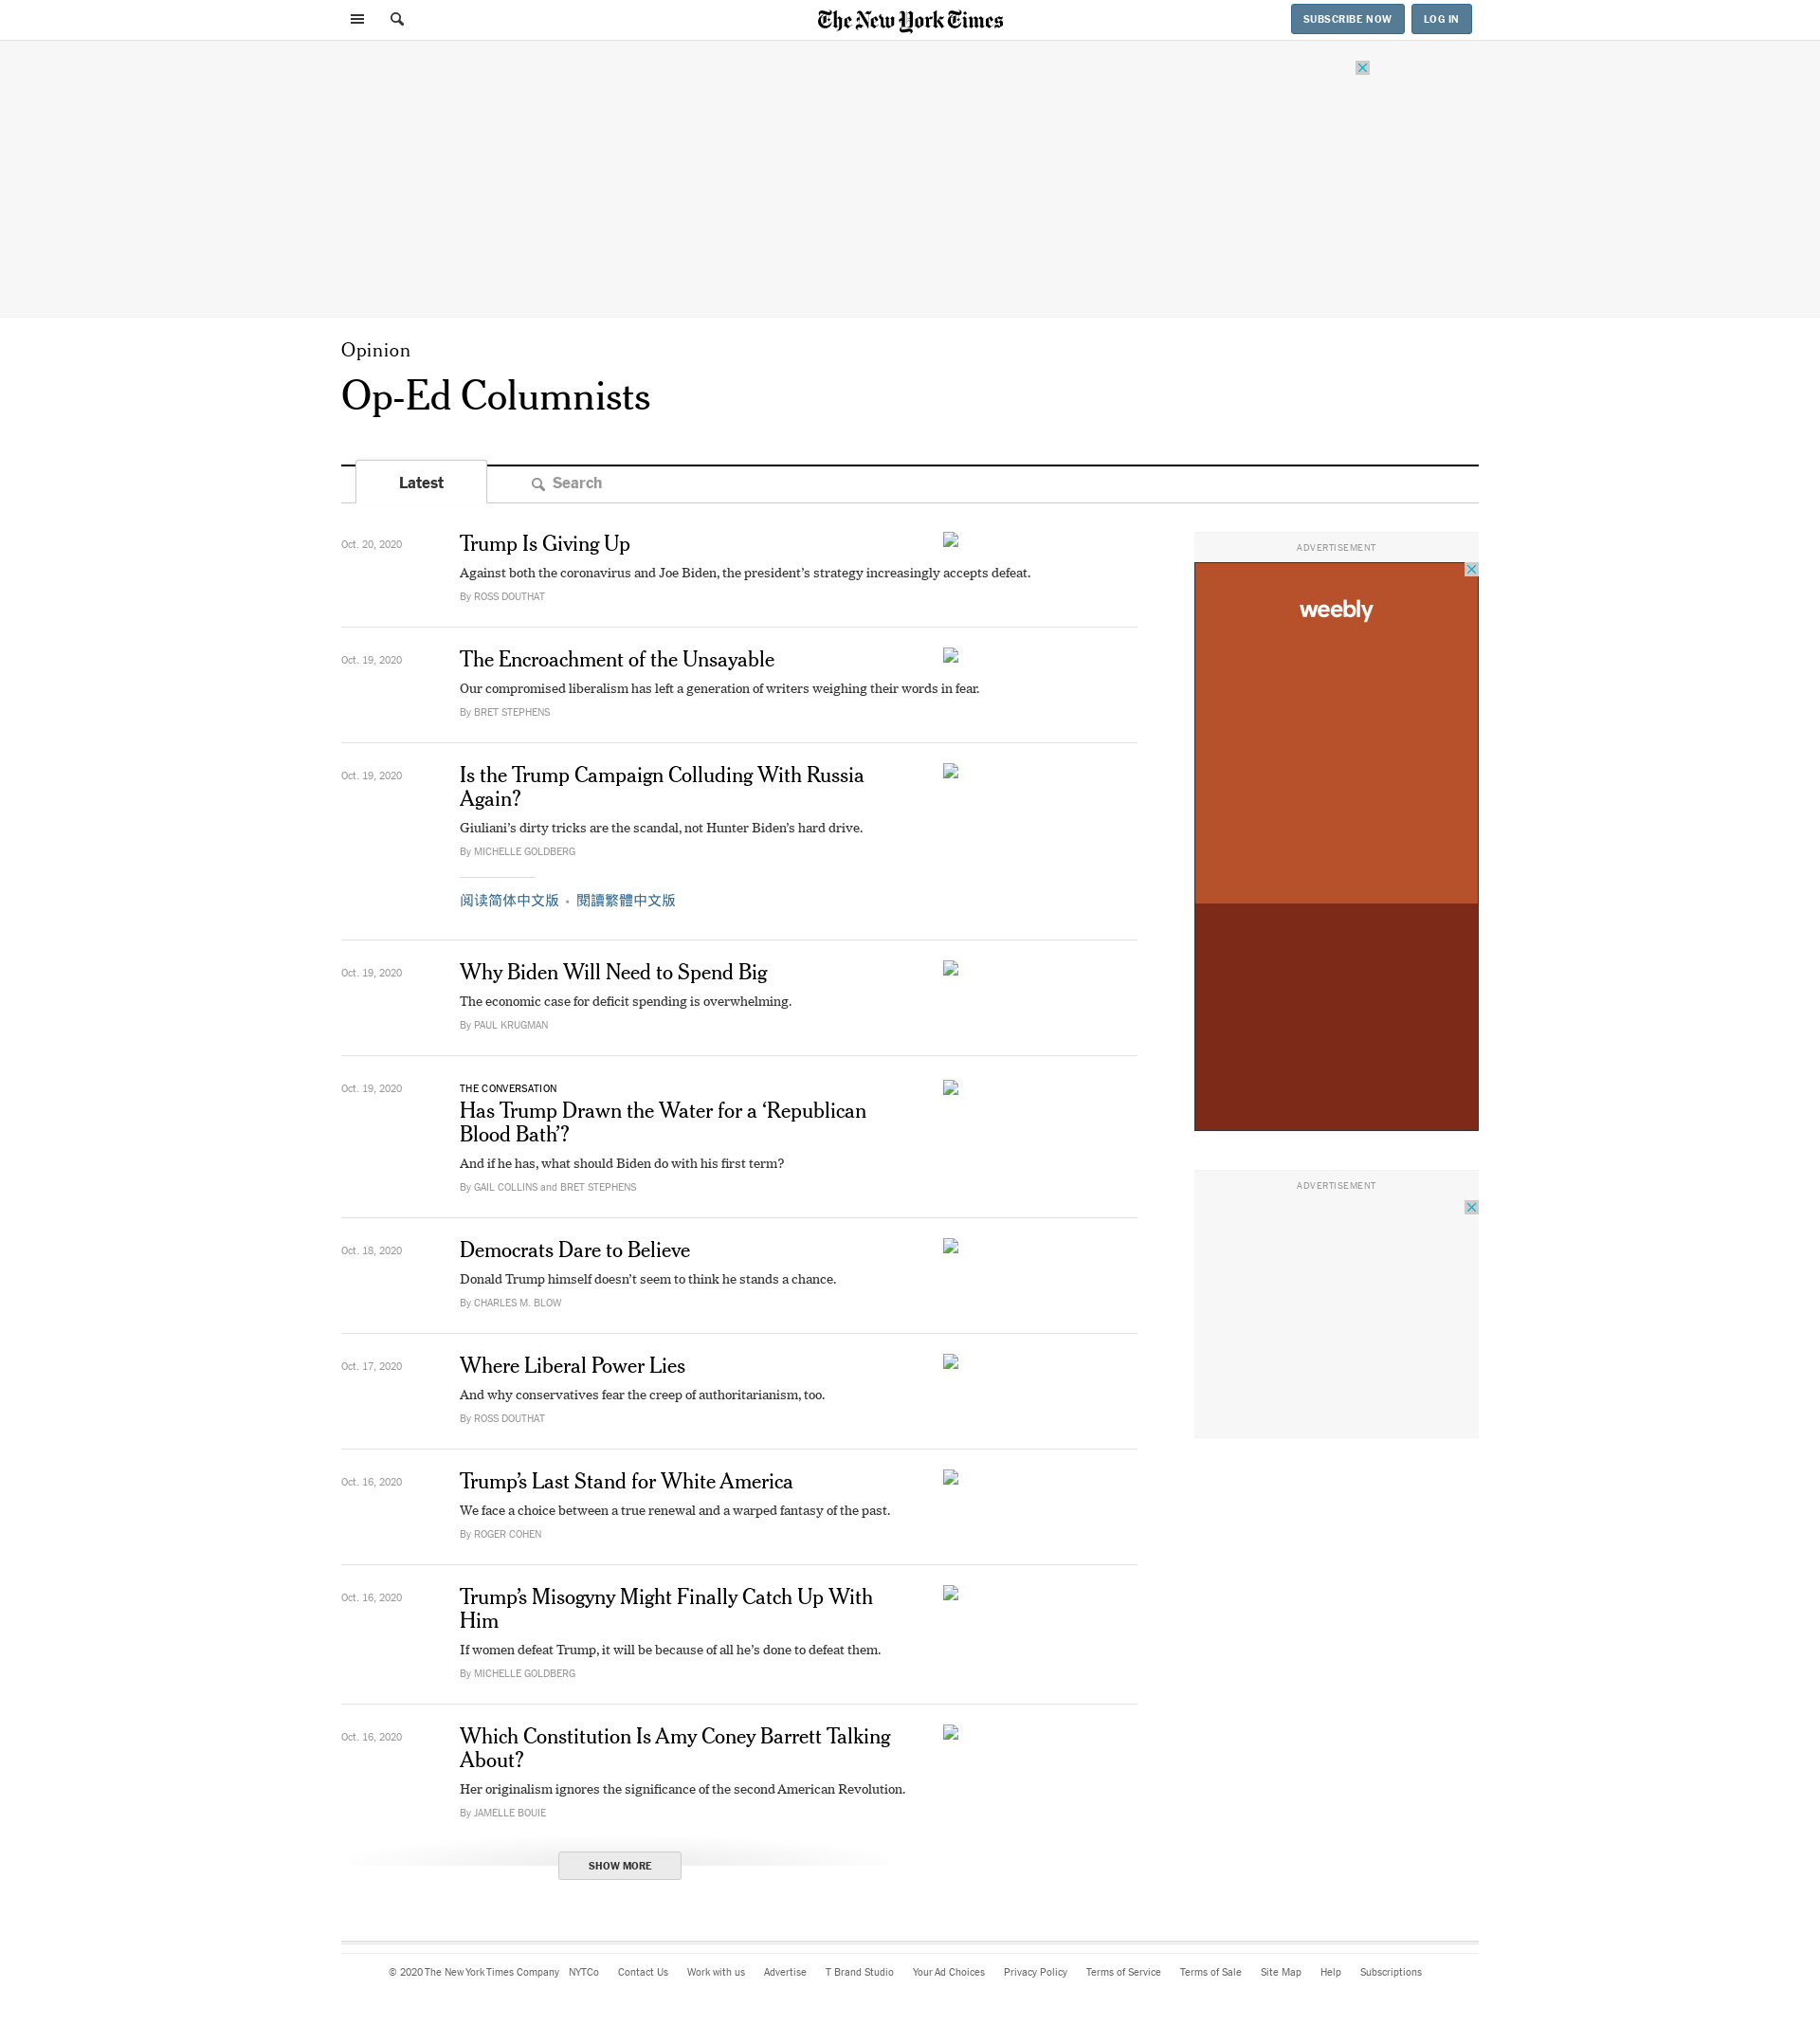 The New York Times
SUBSCRIBE NOW
LOG IN
Opinion
Op-Ed Columnists
Latest
Search
Oct. 20, 2020
Trump Is Giving Up
Against both the coronavirus and Joe Biden, the president’s strategy increasingly accepts defeat.
By ROSS DOUTHAT
ADVERTISEMENT
weebly
Oct. 19, 2020
The Encroachment of the Unsayable
Our compromised liberalism has left a generation of writers weighing their words in fear.
By BRET STEPHENS
Oct. 19, 2020
Is the Trump Campaign Colluding With Russia
Again?
Giuliani’s dirty tricks are the scandal, not Hunter Biden’s hard drive.
By MICHELLE GOLDBERG
阅读简体中文版 • 閱讀繁體中文版
Oct. 19, 2020
Why Biden Will Need to Spend Big
The economic case for deficit spending is overwhelming.
By PAUL KRUGMAN
Oct. 19, 2020
THE CONVERSATION
Has Trump Drawn the Water for a ‘Republican
Blood Bath’?
And if he has, what should Biden do with his first term?
By GAIL COLLINS and BRET STEPHENS
ADVERTISEMENT
Oct. 18, 2020
Democrats Dare to Believe
Donald Trump himself doesn’t seem to think he stands a chance.
By CHARLES M. BLOW
Oct. 17, 2020
Where Liberal Power Lies
And why conservatives fear the creep of authoritarianism, too.
By ROSS DOUTHAT
Oct. 16, 2020
Trump’s Last Stand for White America
We face a choice between a true renewal and a warped fantasy of the past.
By ROGER COHEN
Oct. 16, 2020
Trump’s Misogyny Might Finally Catch Up With
Him
If women defeat Trump, it will be because of all he’s done to defeat them.
By MICHELLE GOLDBERG
Oct. 16, 2020
Which Constitution Is Amy Coney Barrett Talking
About?
Her originalism ignores the significance of the second American Revolution.
By JAMELLE BOUIE
SHOW MORE
© 2020 The New York Times Company NYTCo Contact Us Work with us Advertise T Brand Studio Your Ad Choices Privacy Policy Terms of Service Terms of Sale Site Map Help Subscriptions